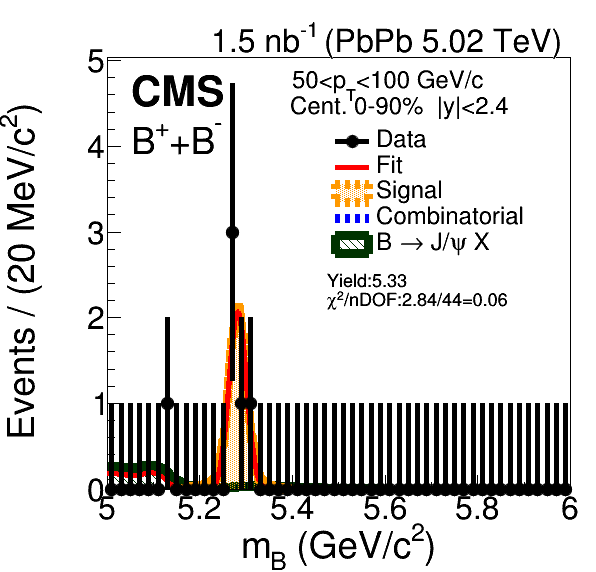 1.5 nb⁻¹ (PbPb 5.02 TeV)
CMS
B⁺+B⁻
50<p_T<100 GeV/c
Cent. 0-90% |y|<2.4
Data
Fit
Signal
Combinatorial
B → J/ψ X
Yield:5.33
χ²/nDOF:2.84/44=0.06
Events / (20 MeV/c²)
5
4
3
2
1
0
5 5.2 5.4 5.6 5.8 6
m_B (GeV/c²)